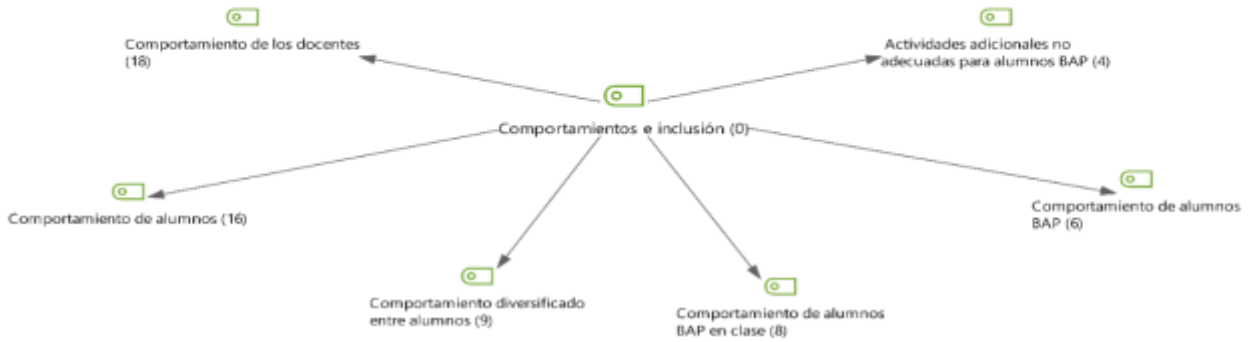 Comportamiento de los docentes
(18)
Actividades adicionales no
adecuadas para alumnos BAP (4)
Comportamientos e inclusión (0)
Comportamiento de alumnos (16)
Comportamiento de alumnos
BAP (6)
Comportamiento diversificado
entre alumnos (9)
Comportamiento de alumnos
BAP en clase (8)